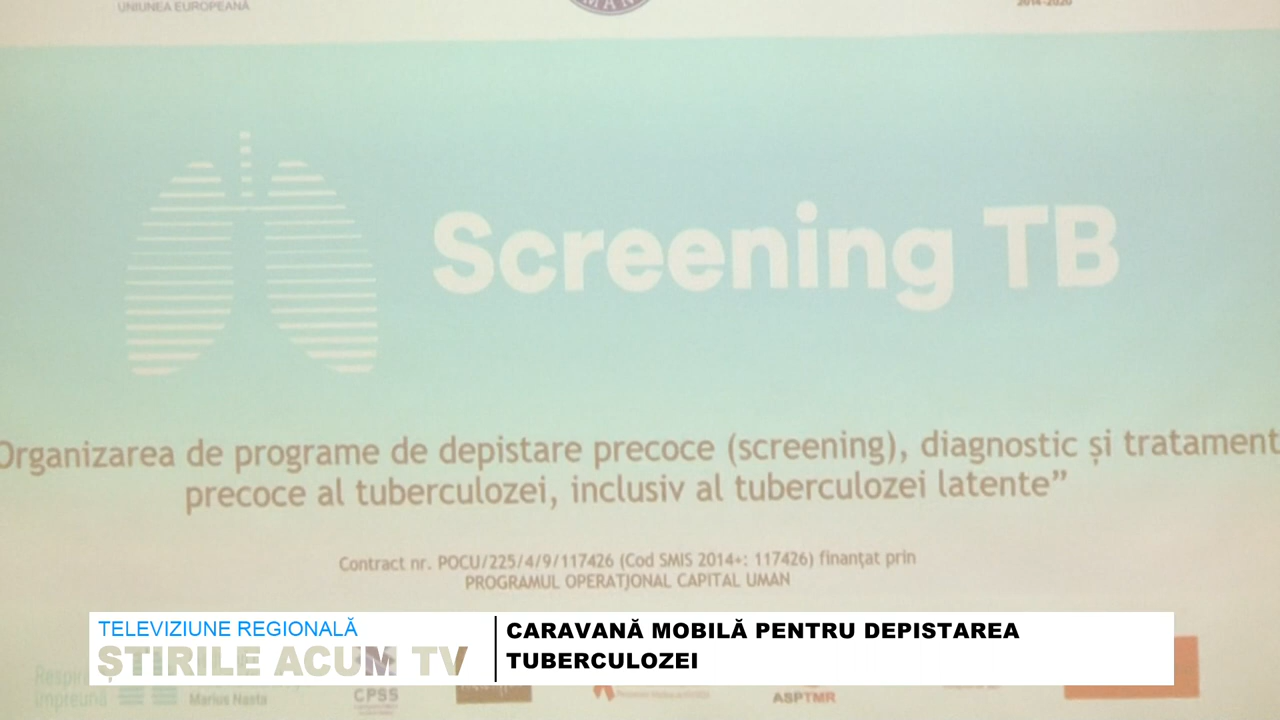 UNIUNEA EUROPEANĂ
2014-2020
Screening TB
Organizarea de programe de depistare precoce (screening), diagnostic și tratament
precoce al tuberculozei, inclusiv al tuberculozei latente”
Contract nr. POCU/225/4/9/117426 (Cod SMIS 2014+: 117426) finanțat prin
PROGRAMUL OPERAȚIONAL CAPITAL UMAN
TELEVIZIUNE REGIONALĂ
ȘTIRILE ACUM TV
CARAVANĂ MOBILĂ PENTRU DEPISTAREA
TUBERCULOZEI
împreună
Marius Nasta
CPSS
ASPTMR